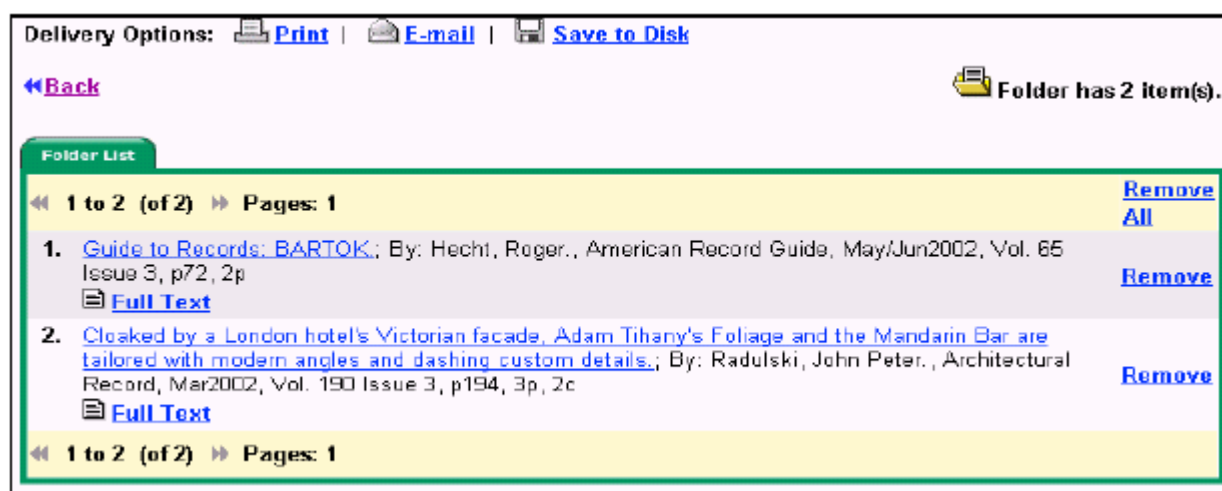 Delivery Options: Print | E-mail | Save to Disk
Back Folder has 2 item(s).
Folder List
1 to 2 (of 2) Pages: 1 Remove All
1. Guide to Records: BARTOK.; By: Hecht, Roger., American Record Guide, May/Jun2002, Vol. 65
Issue 3, p72, 2p
Remove
Full Text
2. Cloaked by a London hotel's Victorian facade, Adam Tihany's Foliage and the Mandarin Bar are
tailored with modern angles and dashing custom details.; By: Radulski, John Peter., Architectural
Record, Mar2002, Vol. 190 Issue 3, p194, 3p, 2c
Remove
Full Text
1 to 2 (of 2) Pages: 1